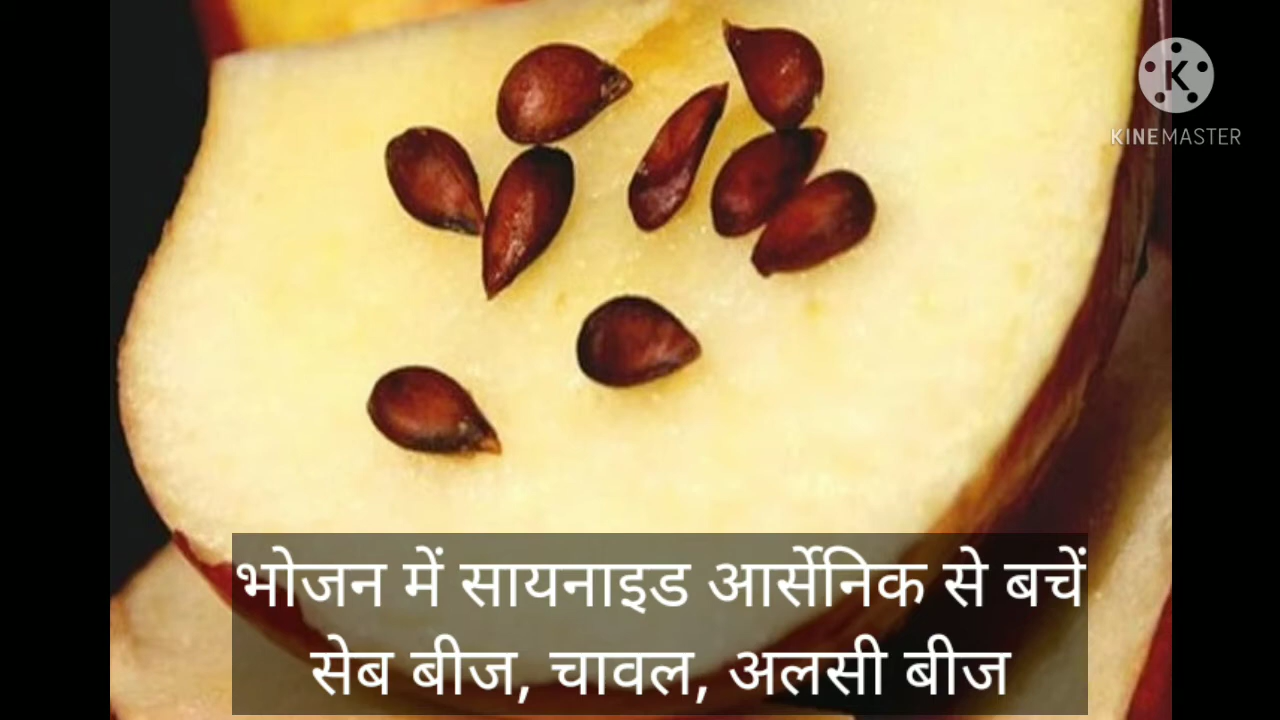 K
KINEMASTER
भोजन में सायनाइड आर्सेनिक से बचें
सेब बीज, चावल, अलसी बीज